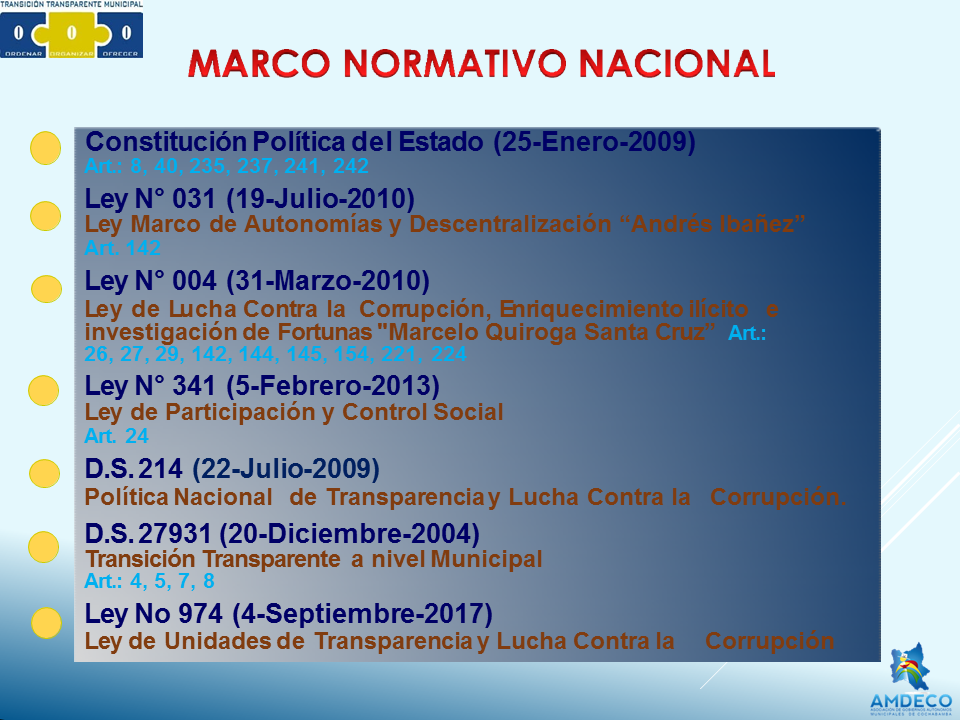 TRANSICIÓN TRANSPARENTE MUNICIPAL
0 0 0
ORDENAR ORGANIZAR OFRECER
MARCO NORMATIVO NACIONAL
Constitución Política del Estado (25-Enero-2009)
Art.: 8, 40, 235, 237, 241, 242
Ley N° 031 (19-Julio-2010)
Ley Marco de Autonomías y Descentralización “Andrés Ibáñez”
Art. 142
Ley N° 004 (31-Marzo-2010)
Ley de Lucha Contra la Corrupción, Enriquecimiento Ilícito e
investigación de Fortunas "Marcelo Quiroga Santa Cruz” Art.:
26, 27, 29, 142, 144, 145, 154, 221, 224
Ley N° 341 (5-Febrero-2013)
Ley de Participación y Control Social
Art. 24
D.S. 214 (22-Julio-2009)
Política Nacional de Transparencia y Lucha Contra la Corrupción.
D.S. 27931 (20-Diciembre-2004)
Transición Transparente a nivel Municipal
Art.: 4, 5, 7, 8
Ley No 974 (4-Septiembre-2017)
Ley de Unidades de Transparencia y Lucha Contra la Corrupción
AMDECO
ASOCIACIÓN DE GOBIERNOS AUTÓNOMOS
MUNICIPALES DE COCHABAMBA